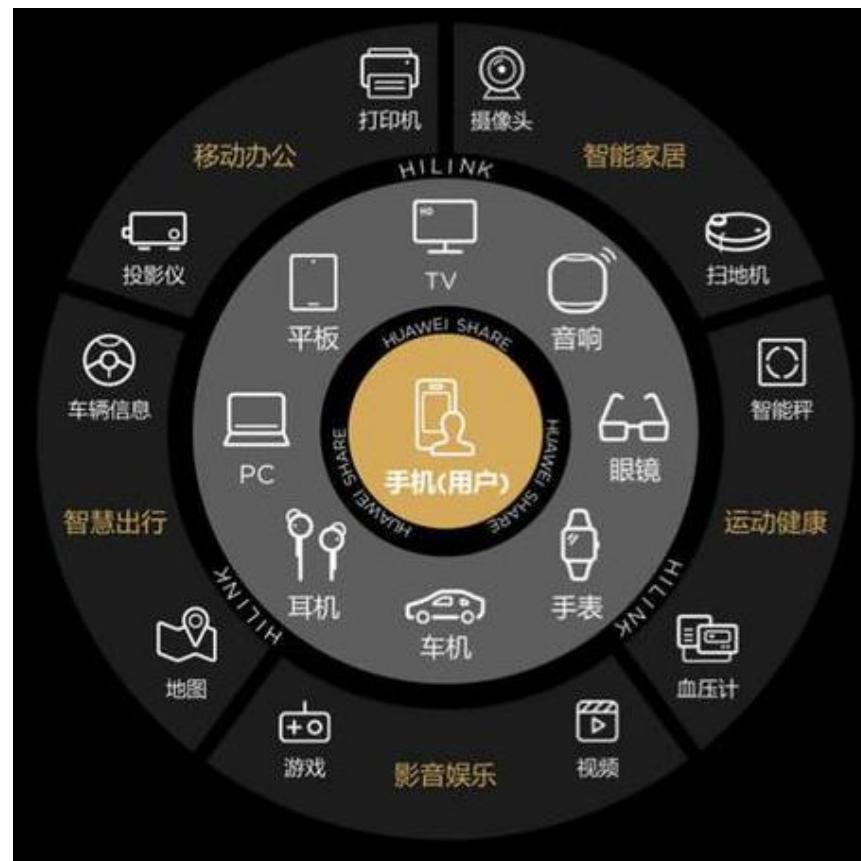 打印机
摄像头
移动办公
智能家居
投影仪
扫地机
HILINK
TV
平板
音响
HUAWEI SHARE
车辆信息
智能秤
PC
手机(用户)
眼镜
HUAWEI SHARE
HUAWEI SHARE
智慧出行
运动健康
耳机
手表
HILINK
HILINK
车机
地图
血压计
游戏
影音娱乐
视频
HD